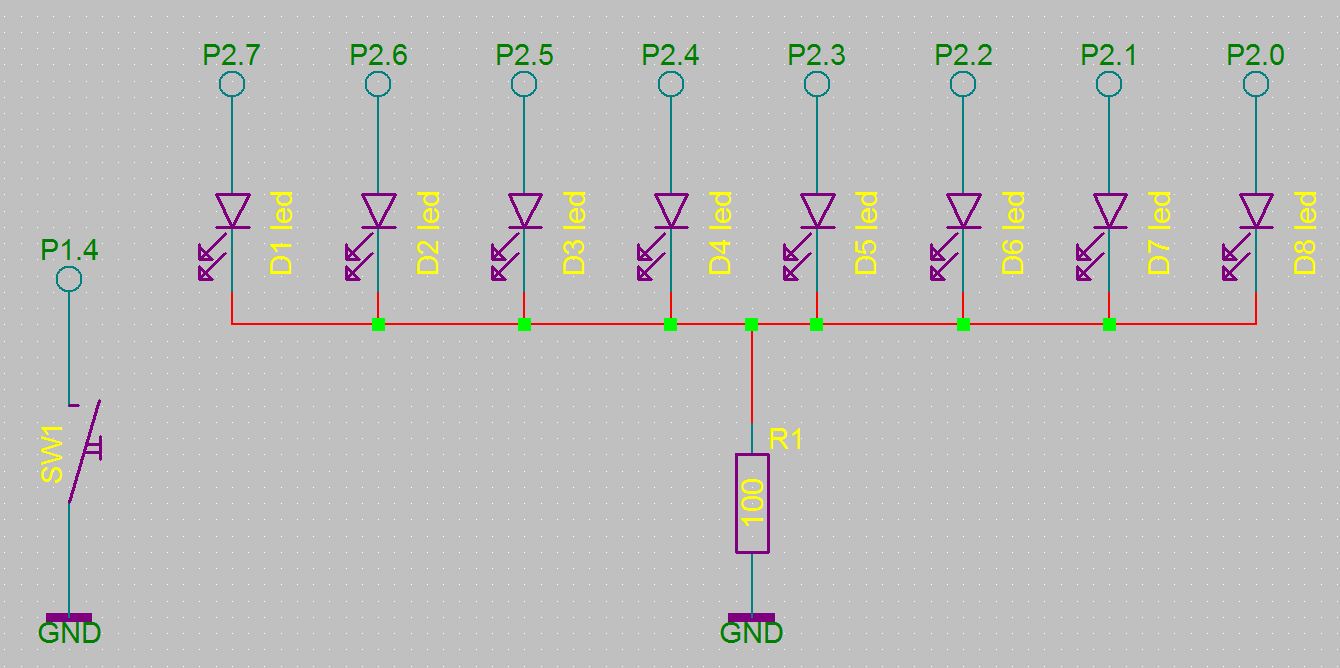 P2.7 P2.6 P2.5 P2.4 P2.3 P2.2 P2.1 P2.0
D1 led
D2 led
D3 led
D4 led
D5 led
D6 led
D7 led
D8 led
P1.4
SW1
R1
100
GND
GND